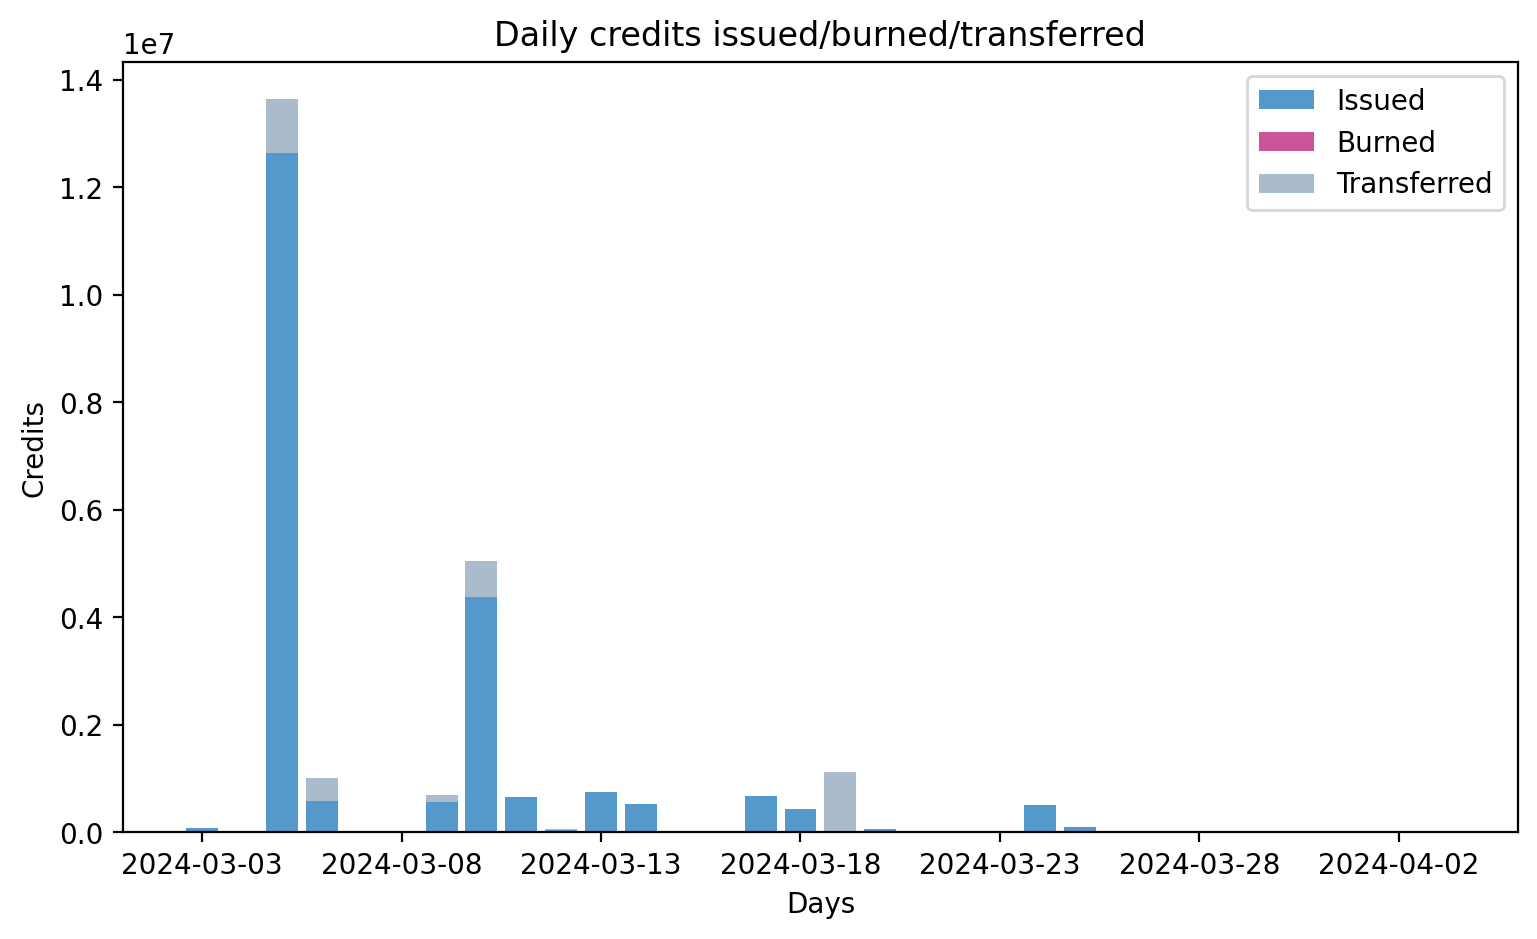 Daily credits issued/burned/transferred
1e7
1.4
1.2
1.0
0.8
0.6
0.4
0.2
0.0
Credits
Issued
Burned
Transferred
2024-03-03 2024-03-08 2024-03-13 2024-03-18 2024-03-23 2024-03-28 2024-04-02
Days